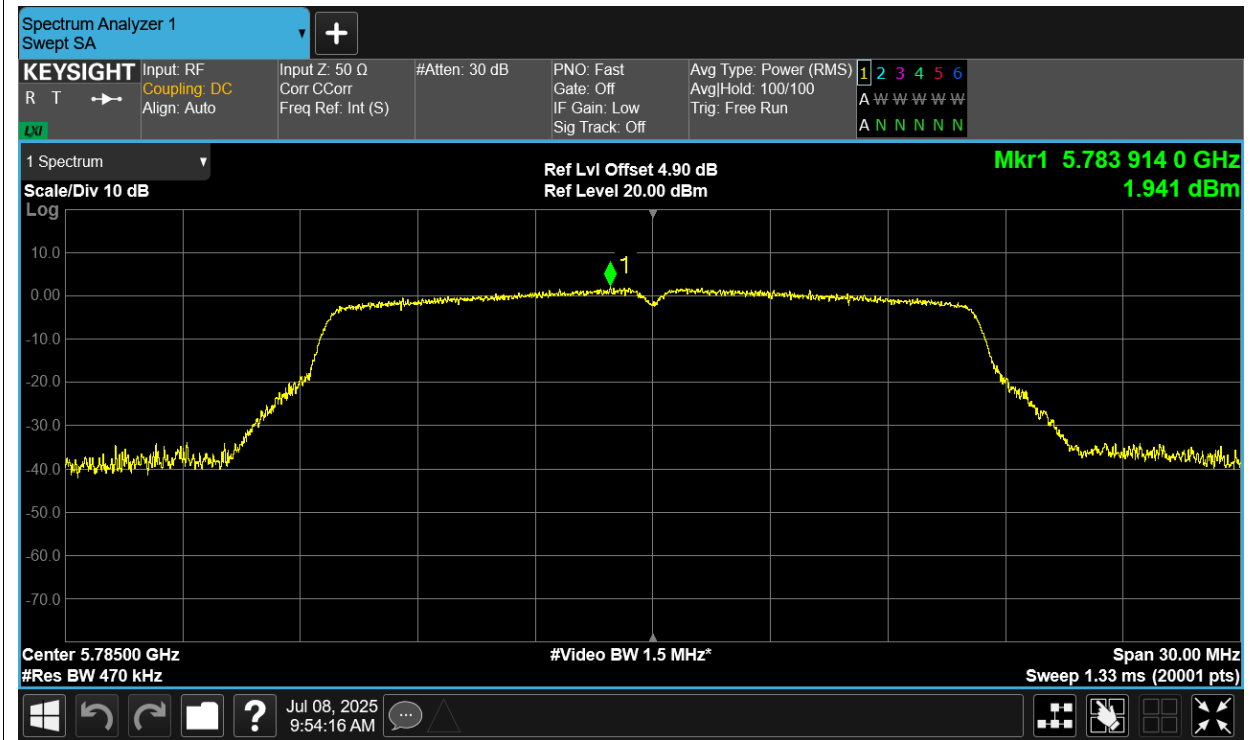 Spectrum Analyzer 1
Swept SA
+
KEYSIGHT
R T
LXI
Input: RF
Coupling: DC
Align: Auto
Input Z: 50 Ω
Corr CCorr
Freq Ref: Int (S)
#Atten: 30 dB
PNO: Fast
Gate: Off
IF Gain: Low
Sig Track: Off
Avg Type: Power (RMS)
Avg|Hold: 100/100
Trig: Free Run
1 2 3 4 5 6
A W W W W W
A N N N N N
1 Spectrum
Scale/Div 10 dB
Log
Ref Lvl Offset 4.90 dB
Ref Level 20.00 dBm
Mkr1 5.783 914 0 GHz
1.941 dBm
1
10.0
0.00
-10.0
-20.0
-30.0
-40.0
-50.0
-60.0
-70.0
Center 5.78500 GHz
#Res BW 470 kHz
#Video BW 1.5 MHz*
Span 30.00 MHz
Sweep 1.33 ms (20001 pts)
?
Jul 08, 2025
9:54:16 AM